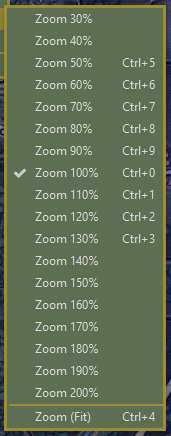 Zoom 30%
Zoom 40%
Zoom 50% Ctrl+5
Zoom 60% Ctrl+6
Zoom 70% Ctrl+7
Zoom 80% Ctrl+8
Zoom 90% Ctrl+9
Zoom 100% Ctrl+0
Zoom 110% Ctrl+1
Zoom 120% Ctrl+2
Zoom 130% Ctrl+3
Zoom 140%
Zoom 150%
Zoom 160%
Zoom 170%
Zoom 180%
Zoom 190%
Zoom 200%
Zoom (Fit) Ctrl+4